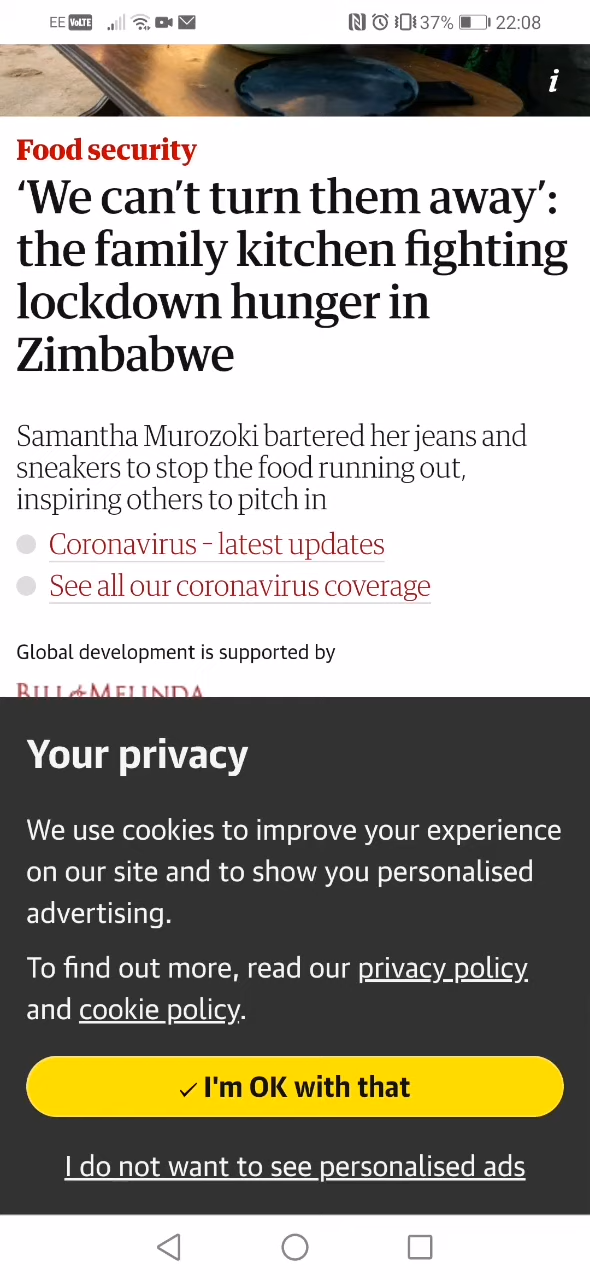 EE VoLTE 37% 22:08
i
Food security
‘We can’t turn them away’:
the family kitchen fighting
lockdown hunger in
Zimbabwe
Samantha Murozoki bartered her jeans and
sneakers to stop the food running out,
inspiring others to pitch in
Coronavirus – latest updates
See all our coronavirus coverage
Global development is supported by
BILL & MELINDA
Your privacy
We use cookies to improve your experience
on our site and to show you personalised
advertising.
To find out more, read our privacy policy
and cookie policy.
✓ I'm OK with that
I do not want to see personalised ads